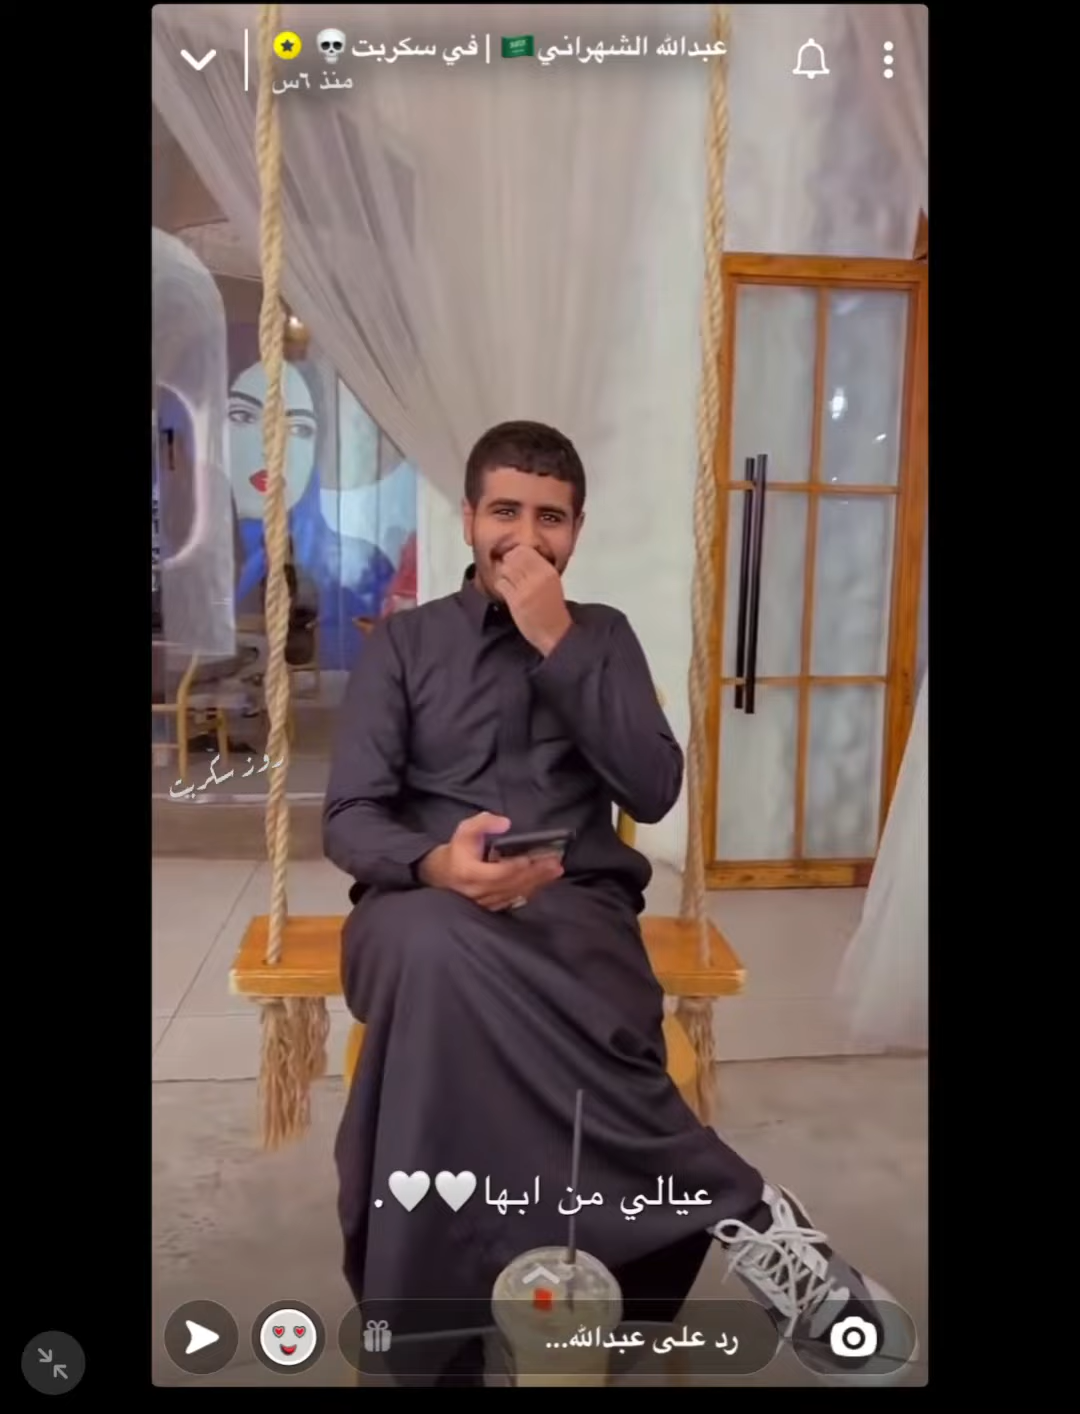 عبدالله الشهراني🇸🇦 | في سكربت💀
منذ ٦س
روز سكربت
عيالي من ابها🤍🤍.
رد على عبدالله...